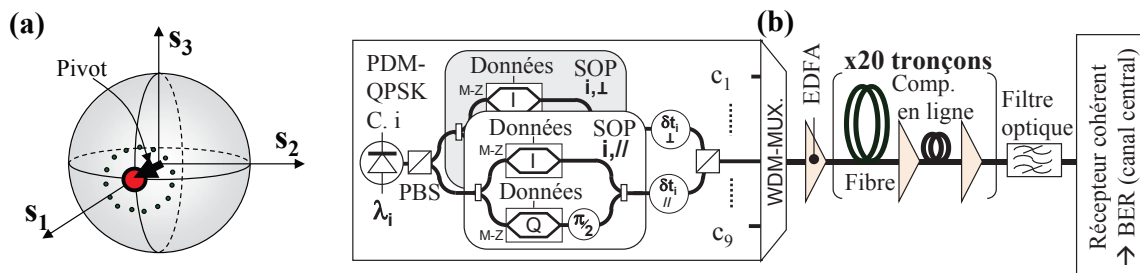 (a)
S3
Pivot
S2
S1
PDM-
QPSK
C. i
λi
PBS
Données
SOP
i,⊥
M-Z
I
Données
SOP
i,//
M-Z
I
Données
M-Z
Q
π/2
δti
⊥
δti
//
c1
c9
WDM-MUX.
(b)
EDFA
x20 tronçons
Comp.
en ligne
Fibre
Filtre
optique
Récepteur cohérent
→ BER (canal central)